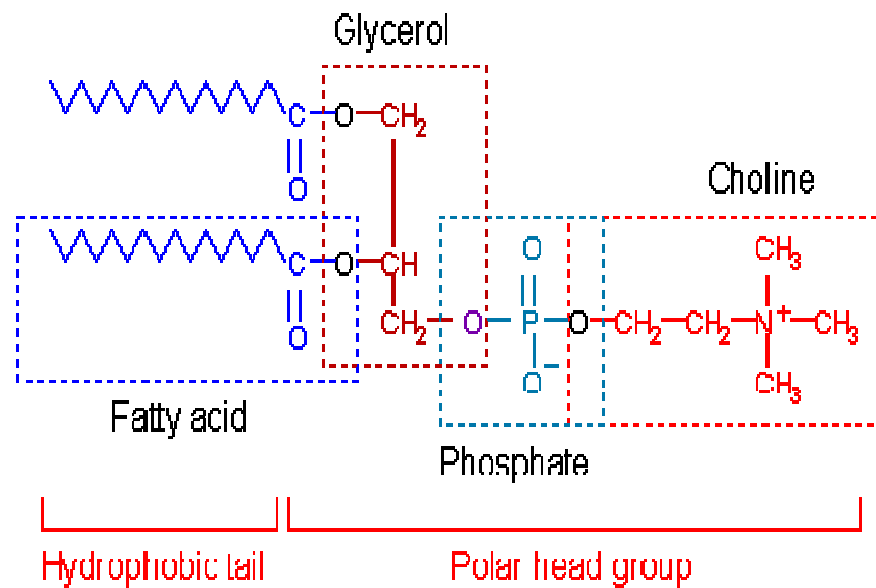 Glycerol
C-O-CH2
O
Choline
C-O-CH
O
CH3
O
CH2-O-P-O-CH2-CH2-N+-CH3
O-
CH3
Fatty acid
Phosphate
Hydrophobic tail
Polar head group